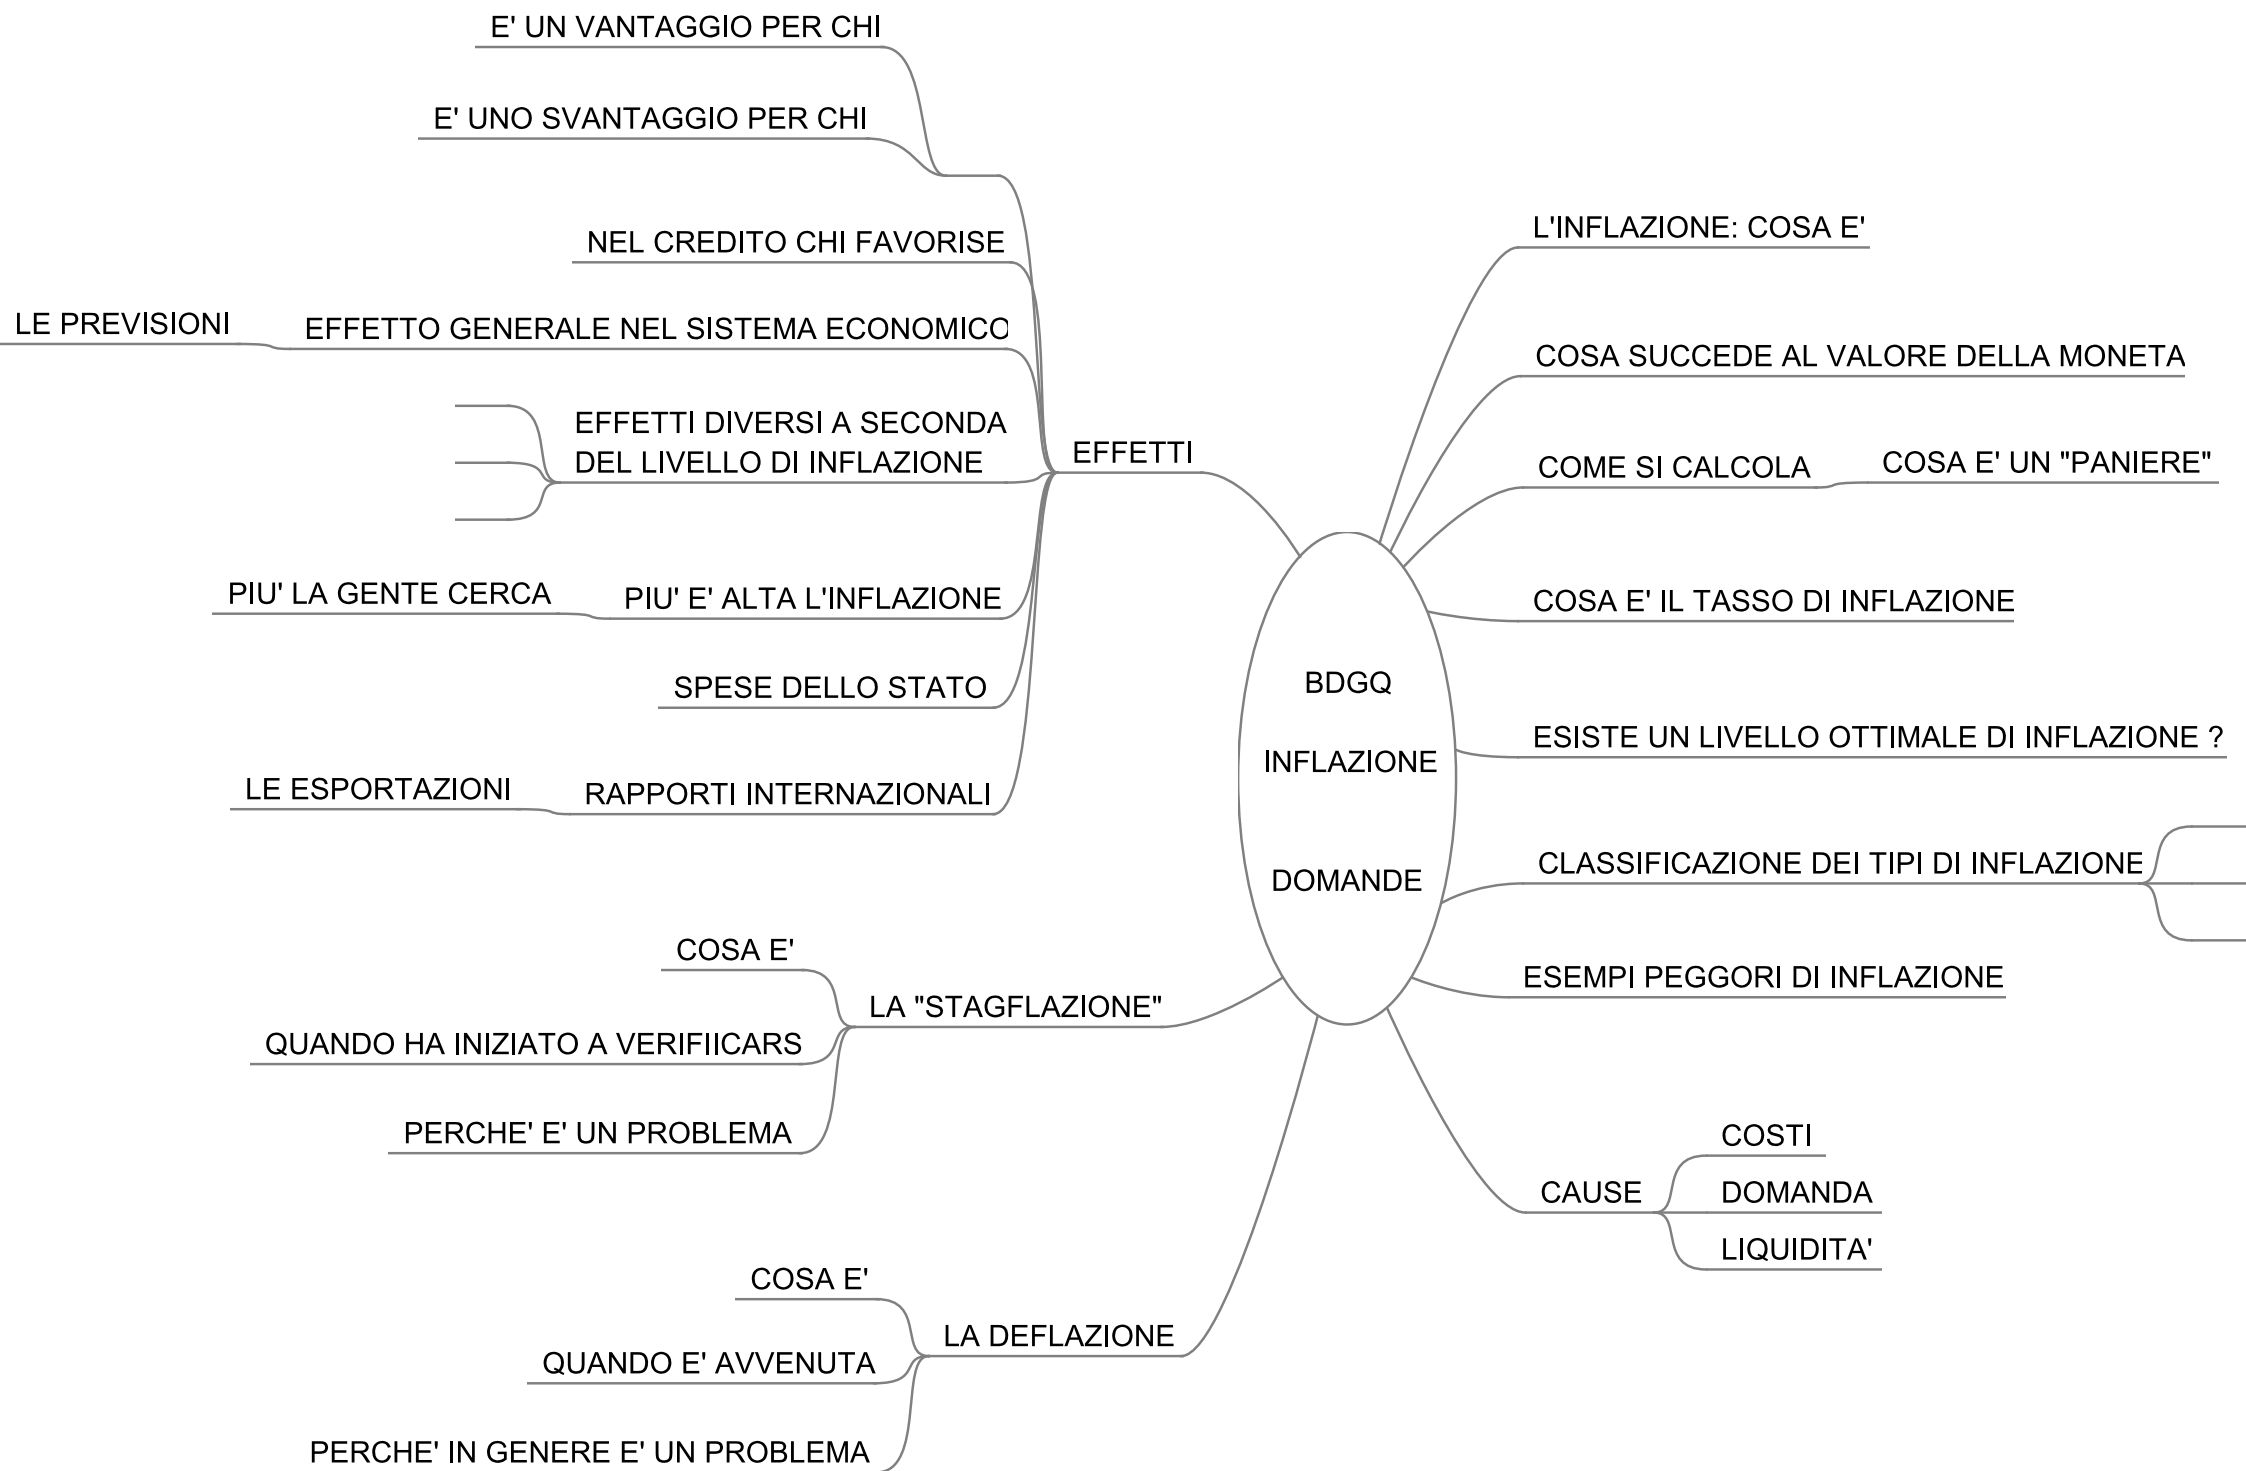 E' UN VANTAGGIO PER CHI
E' UNO SVANTAGGIO PER CHI
NEL CREDITO CHI FAVORISE
LE PREVISIONI
EFFETTO GENERALE NEL SISTEMA ECONOMICO
EFFETTI DIVERSI A SECONDA
DEL LIVELLO DI INFLAZIONE
EFFETTI
PIU' LA GENTE CERCA
PIU' E' ALTA L'INFLAZIONE
SPESE DELLO STATO
LE ESPORTAZIONI
RAPPORTI INTERNAZIONALI
COSA E'
LA "STAGFLAZIONE"
QUANDO HA INIZIATO A VERIFIICARS
PERCHE' E' UN PROBLEMA
COSA E'
LA DEFLAZIONE
QUANDO E' AVVENUTA
PERCHE' IN GENERE E' UN PROBLEMA
BDGQ
INFLAZIONE
DOMANDE
L'INFLAZIONE: COSA E'
COSA SUCCEDE AL VALORE DELLA MONETA
COME SI CALCOLA
COSA E' UN "PANIERE"
COSA E' IL TASSO DI INFLAZIONE
ESISTE UN LIVELLO OTTIMALE DI INFLAZIONE ?
CLASSIFICAZIONE DEI TIPI DI INFLAZIONE
ESEMPI PEGGORI DI INFLAZIONE
CAUSE
COSTI
DOMANDA
LIQUIDITA'